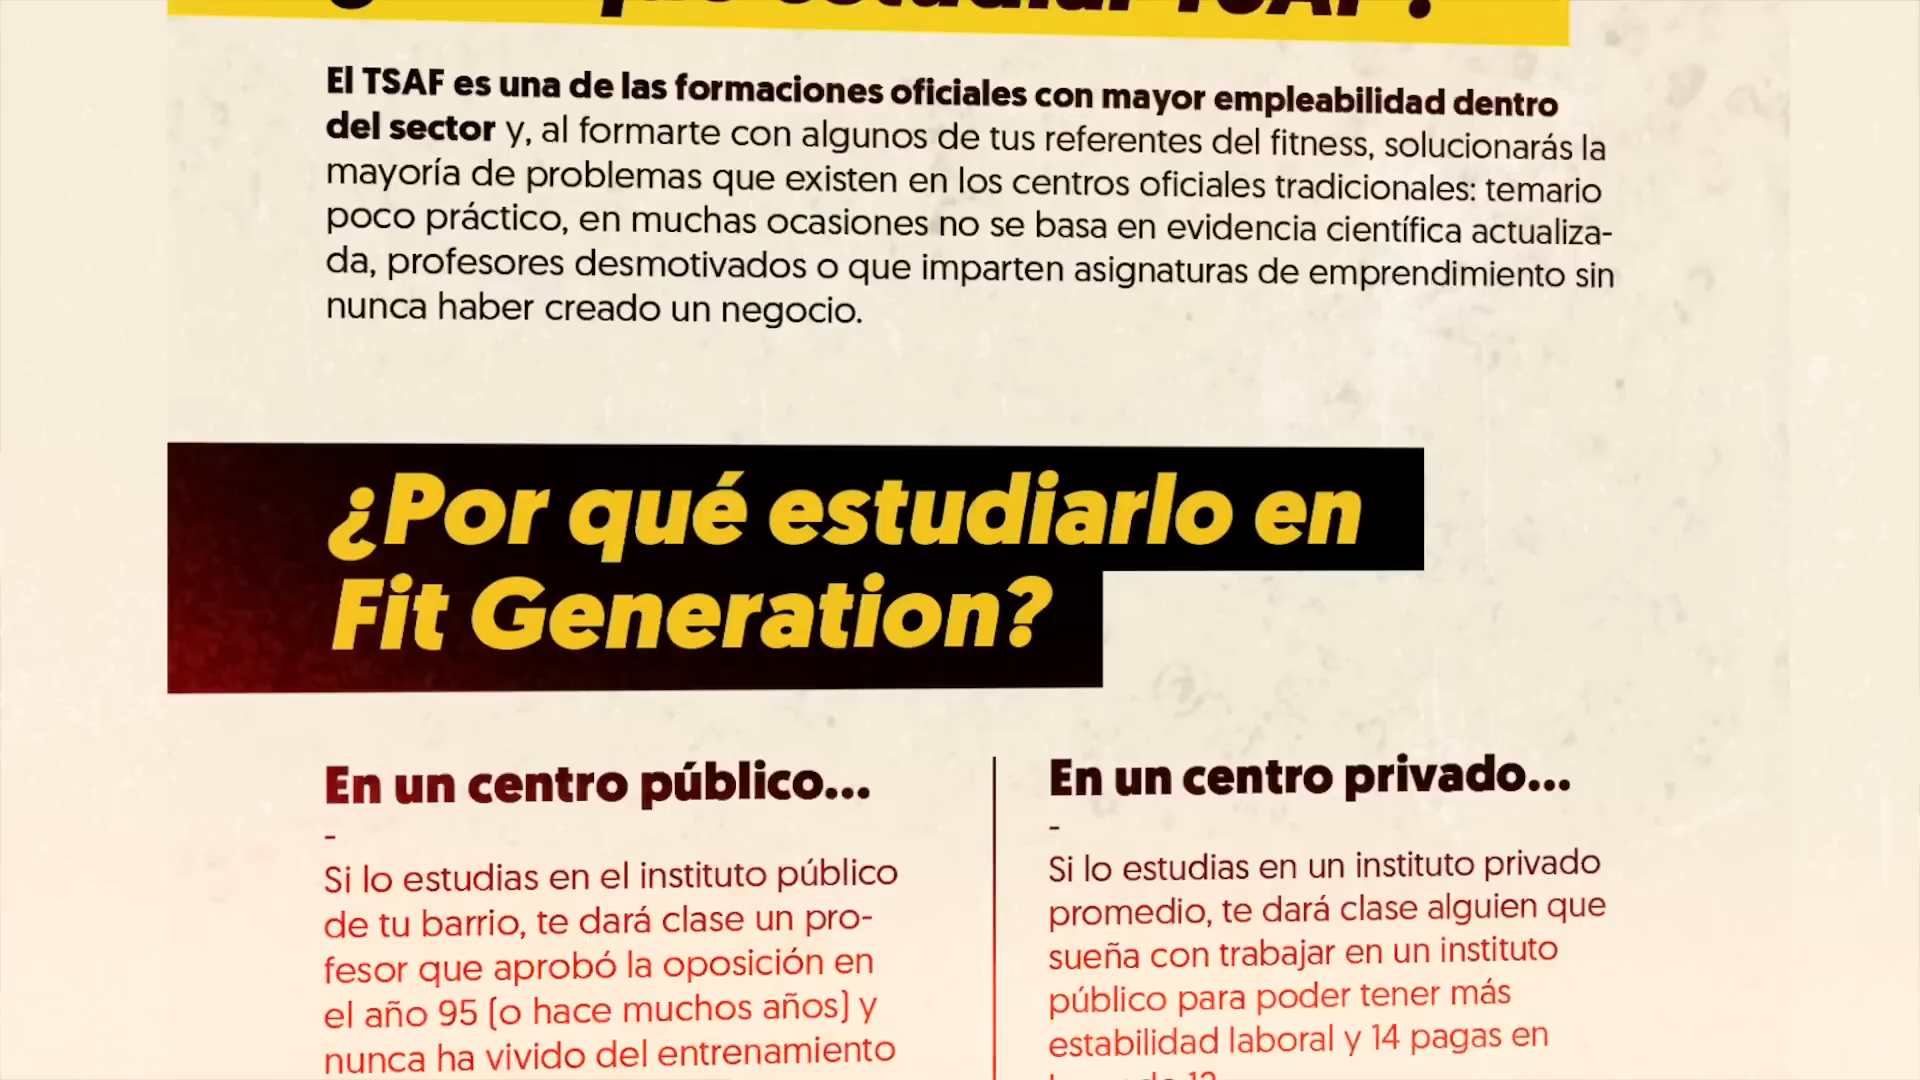 estudiar TSAF?
El TSAF es una de las formaciones oficiales con mayor empleabilidad dentro
del sector y, al formarte con algunos de tus referentes del fitness, solucionarás la
mayoría de problemas que existen en los centros oficiales tradicionales: temario
poco práctico, en muchas ocasiones no se basa en evidencia científica actualiza-
da, profesores desmotivados o que imparten asignaturas de emprendimiento sin
nunca haber creado un negocio.
¿Por qué estudiarlo en
Fit Generation?
En un centro público...
-
Si lo estudias en el instituto público
de tu barrio, te dará clase un pro-
fesor que aprobó la oposición en
el año 95 (o hace muchos años) y
nunca ha vivido del entrenamiento
En un centro privado...
-
Si lo estudias en un instituto privado
promedio, te dará clase alguien que
sueña con trabajar en un instituto
público para poder tener más
estabilidad laboral y 14 pagas en